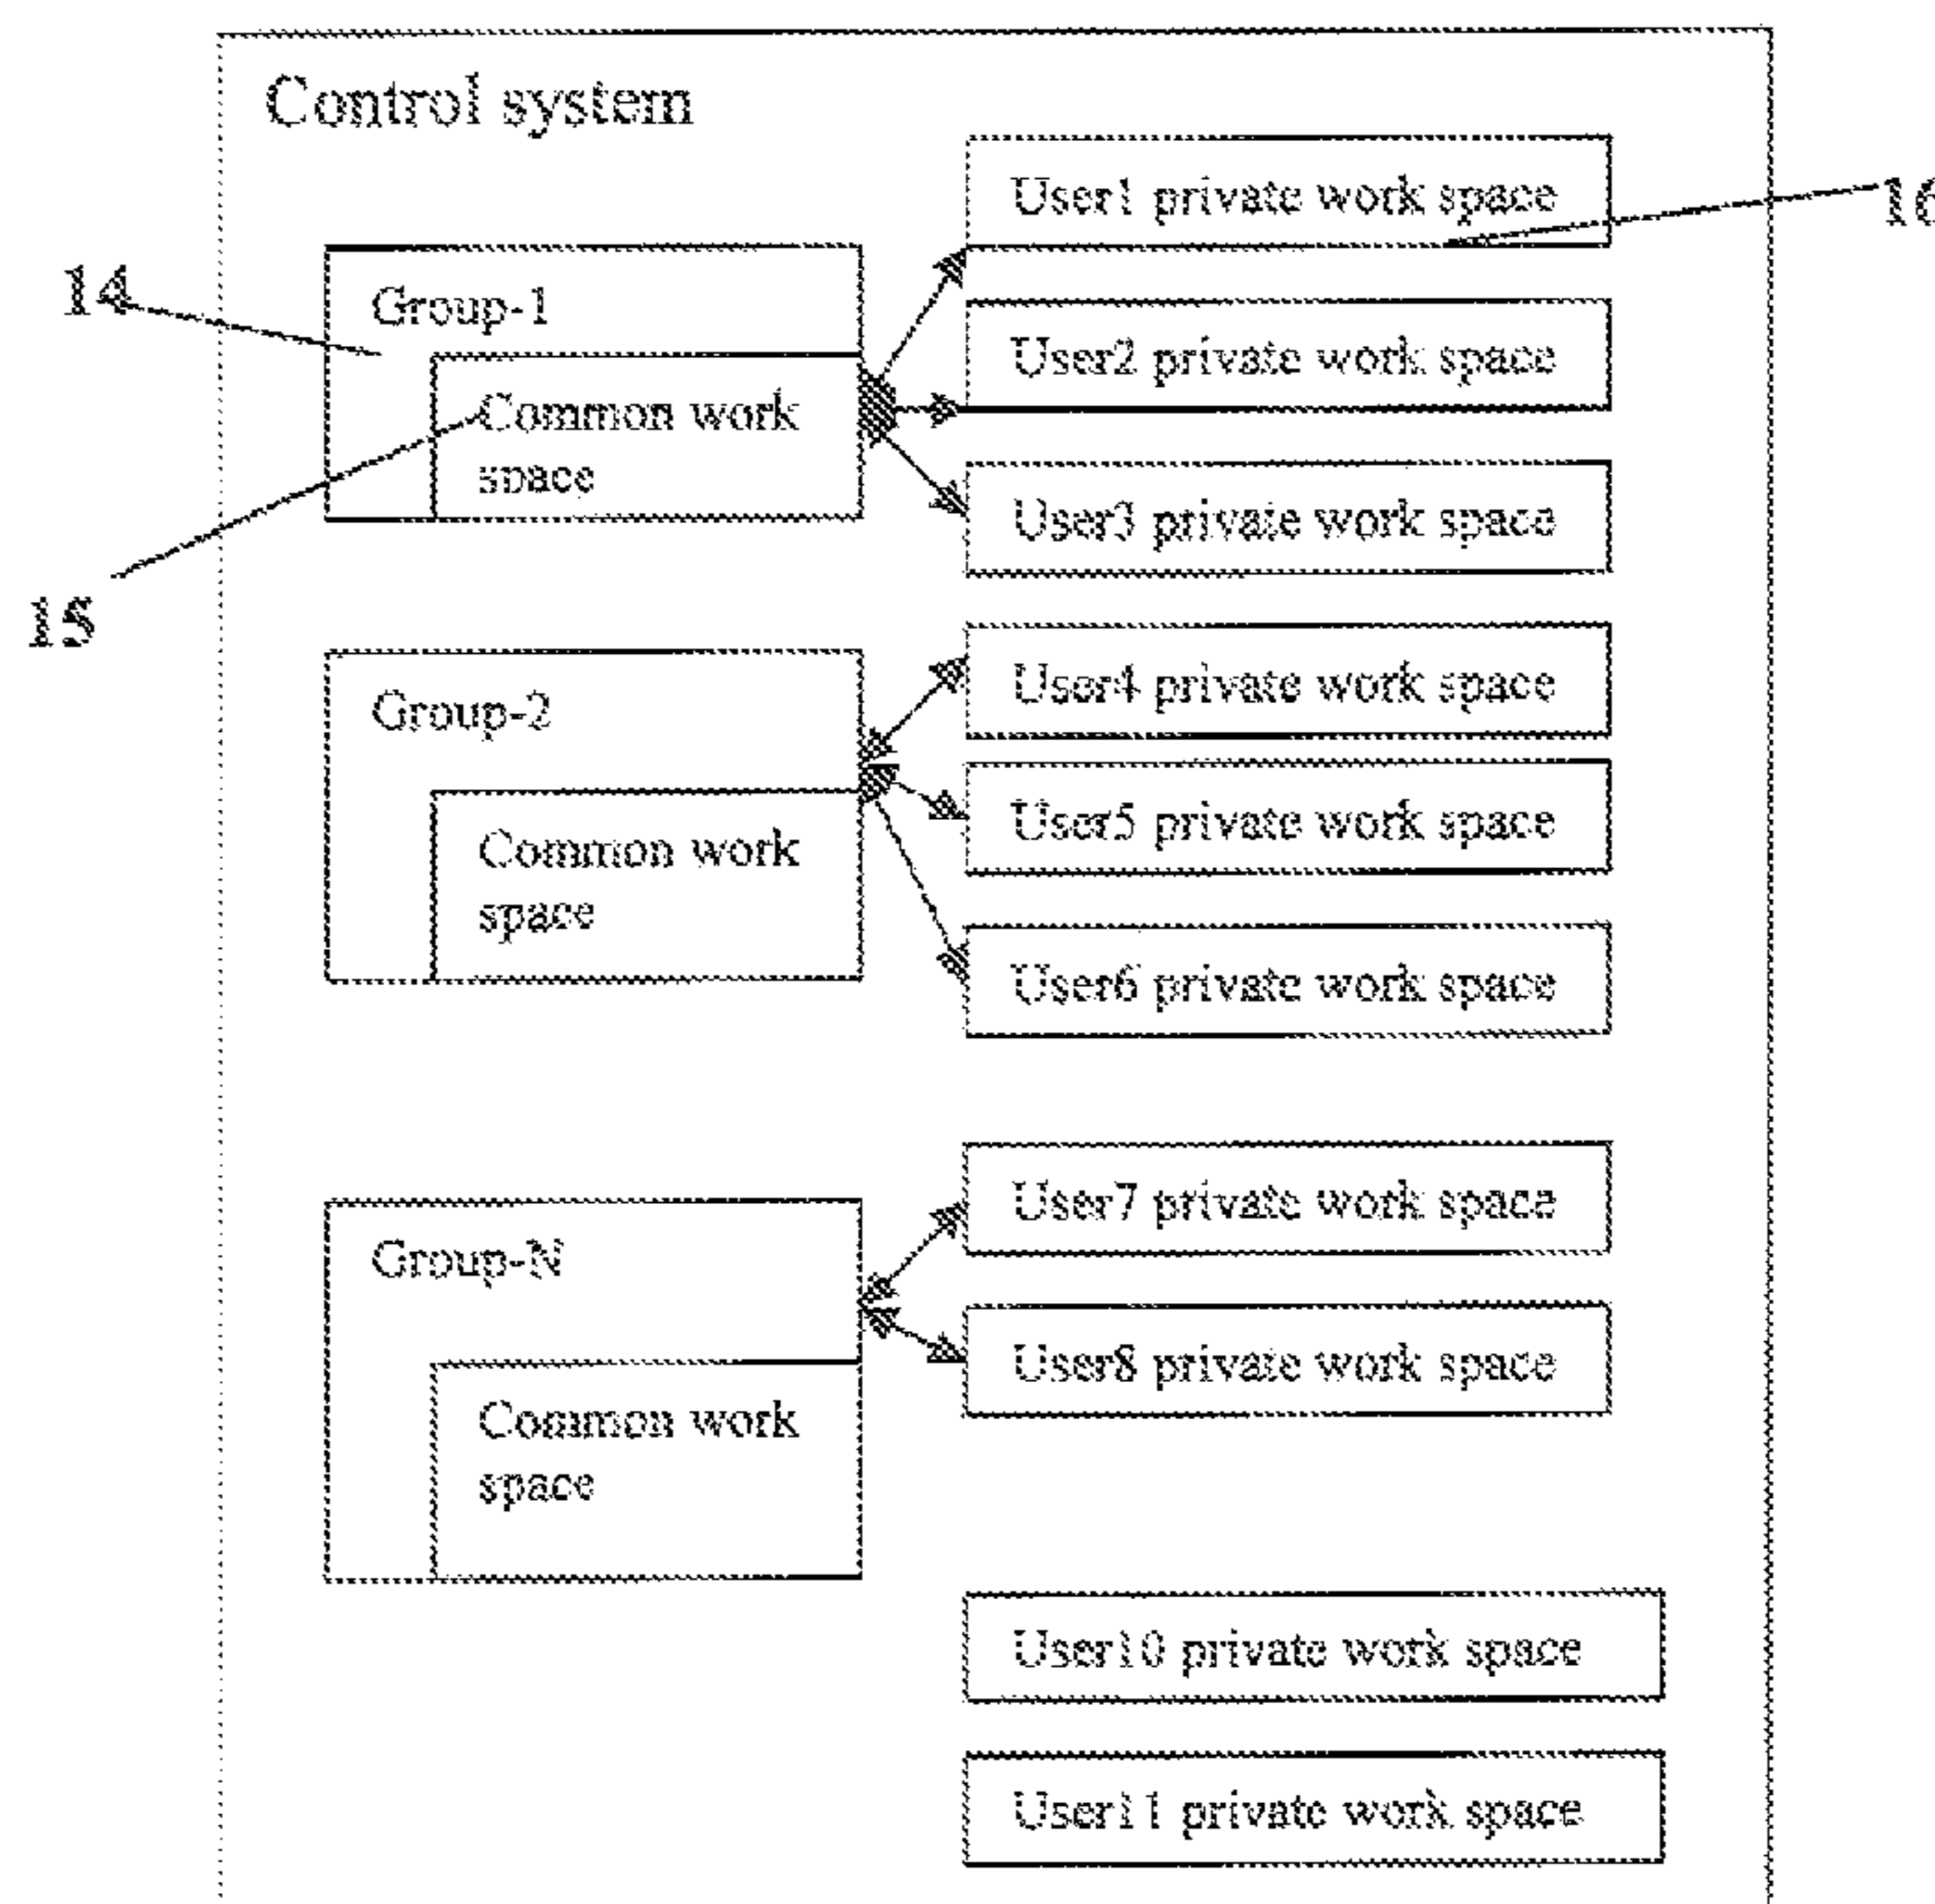 Control system
User1 private work space
16
14
Group-1
User2 private work space
Common work
space
User3 private work space
15
User4 private work space
Group-2
User5 private work space
Common work
space
User6 private work space
User7 private work space
Group-N
User8 private work space
Common work
space
User10 private work space
User11 private work space